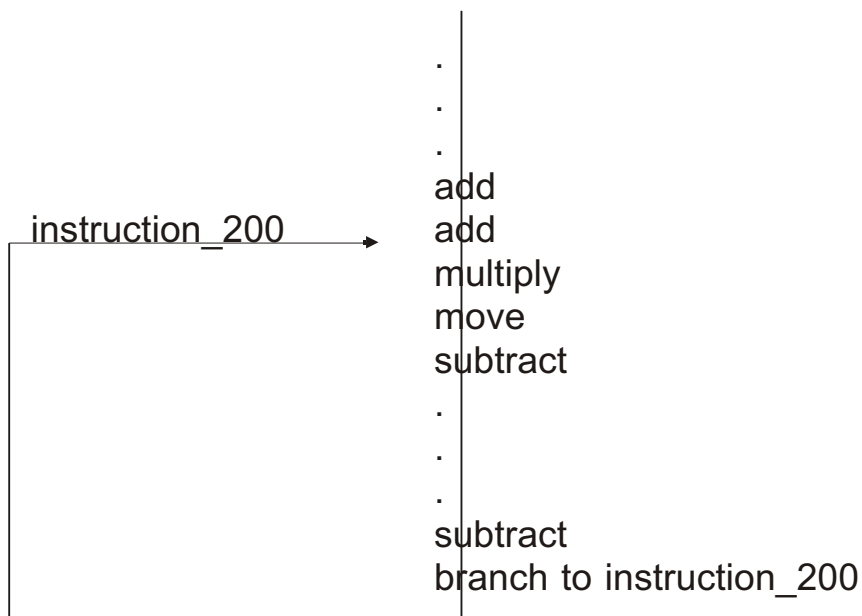 .
.
.
add
instruction_200 add
multiply
move
subtract
.
.
.
subtract
branch to instruction_200